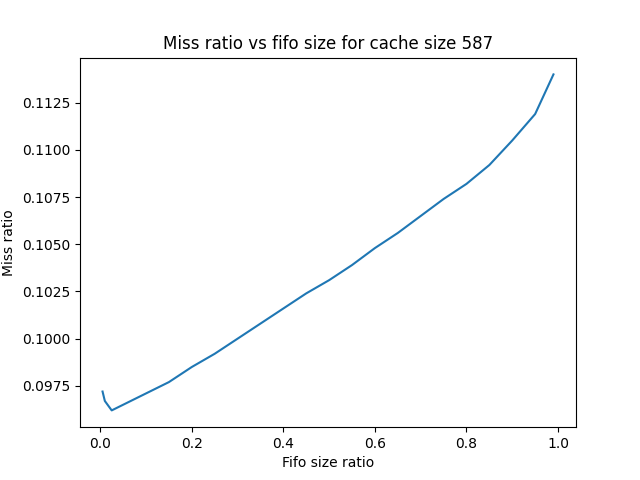 Miss ratio vs fifo size for cache size 587
0.1125
0.1100
0.1075
0.1050
0.1025
0.1000
0.0975
Miss ratio
0.0 0.2 0.4 0.6 0.8 1.0
Fifo size ratio